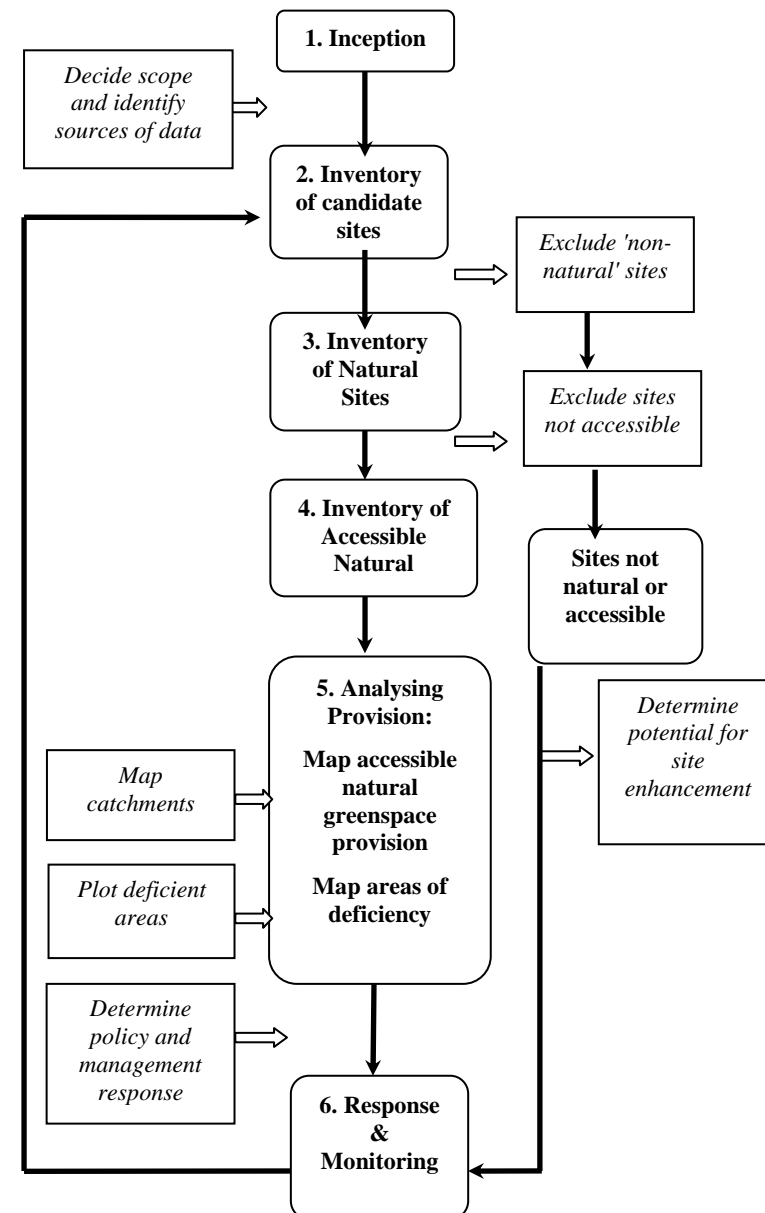 1. Inception
Decide scope
and identify
sources of data
2. Inventory
of candidate
sites
Exclude 'non-
natural' sites
3. Inventory
of Natural
Sites
Exclude sites
not accessible
4. Inventory of
Accessible
Natural
Sites not
natural or
accessible
5. Analysing
Provision:
Map accessible
natural
greenspace
provision
Map areas of
deficiency
Determine
potential for
site
enhancement
Map
catchments
Plot deficient
areas
Determine
policy and
management
response
6. Response
&
Monitoring